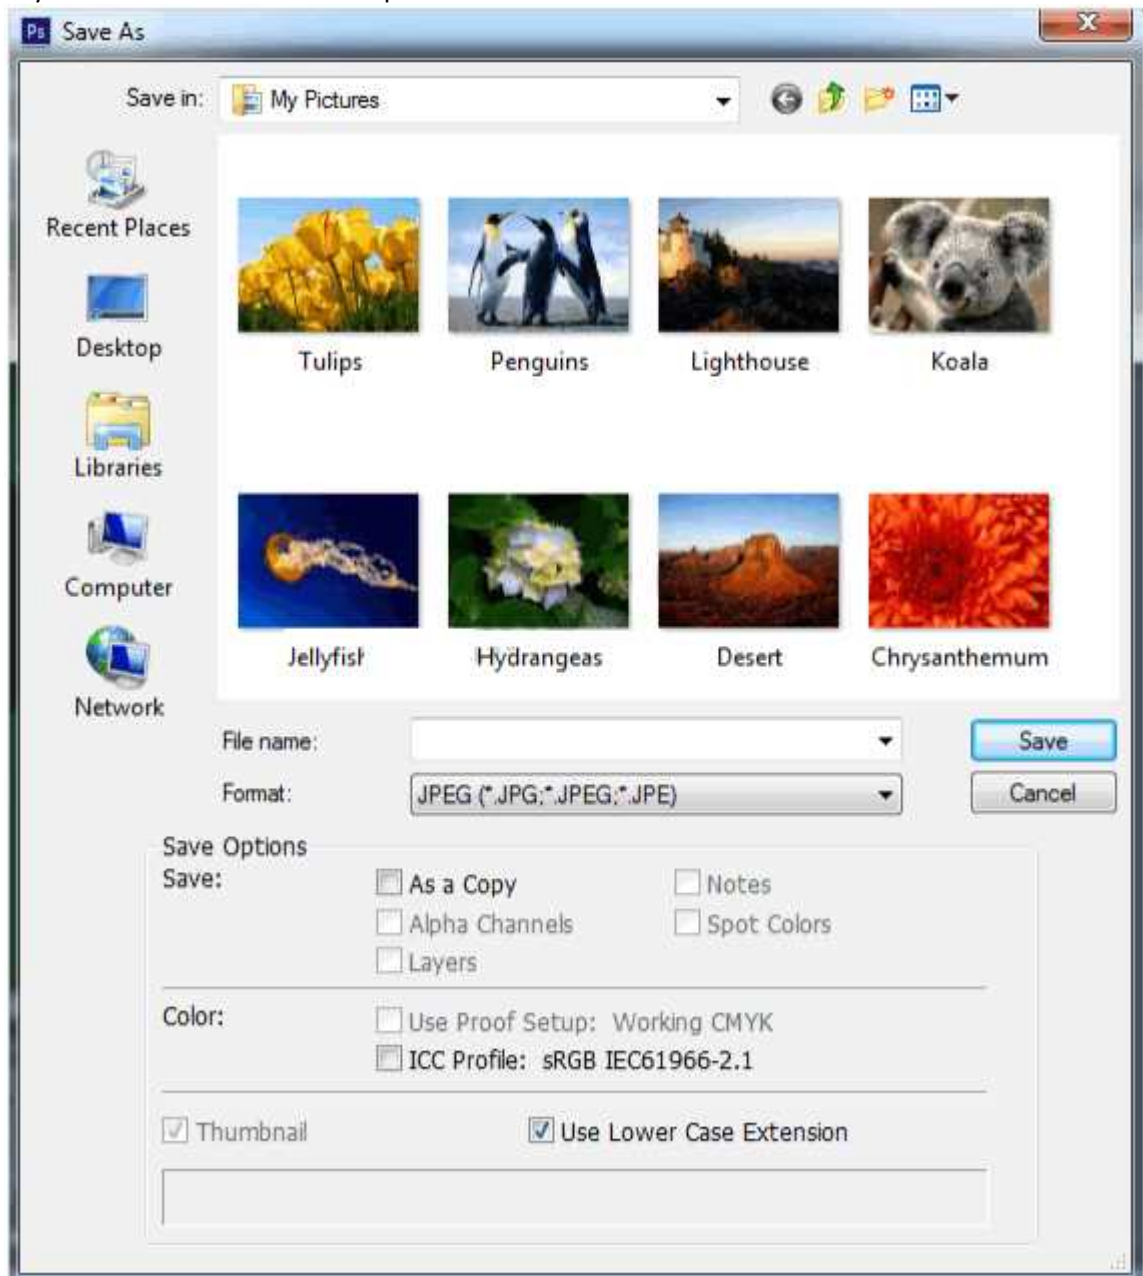 Ps Save As
Save in: My Pictures
Recent Places
Desktop
Libraries
Computer
Network
Tulips Penguins Lighthouse Koala
Jellyfish Hydrangeas Desert Chrysanthemum
File name: Save
Format: JPEG (*.JPG;*.JPEG;*.JPE) Cancel
Save Options
Save: As a Copy Notes
Alpha Channels Spot Colors
Layers
Color: Use Proof Setup: Working CMYK
ICC Profile: sRGB IEC61966-2.1
Thumbnail Use Lower Case Extension